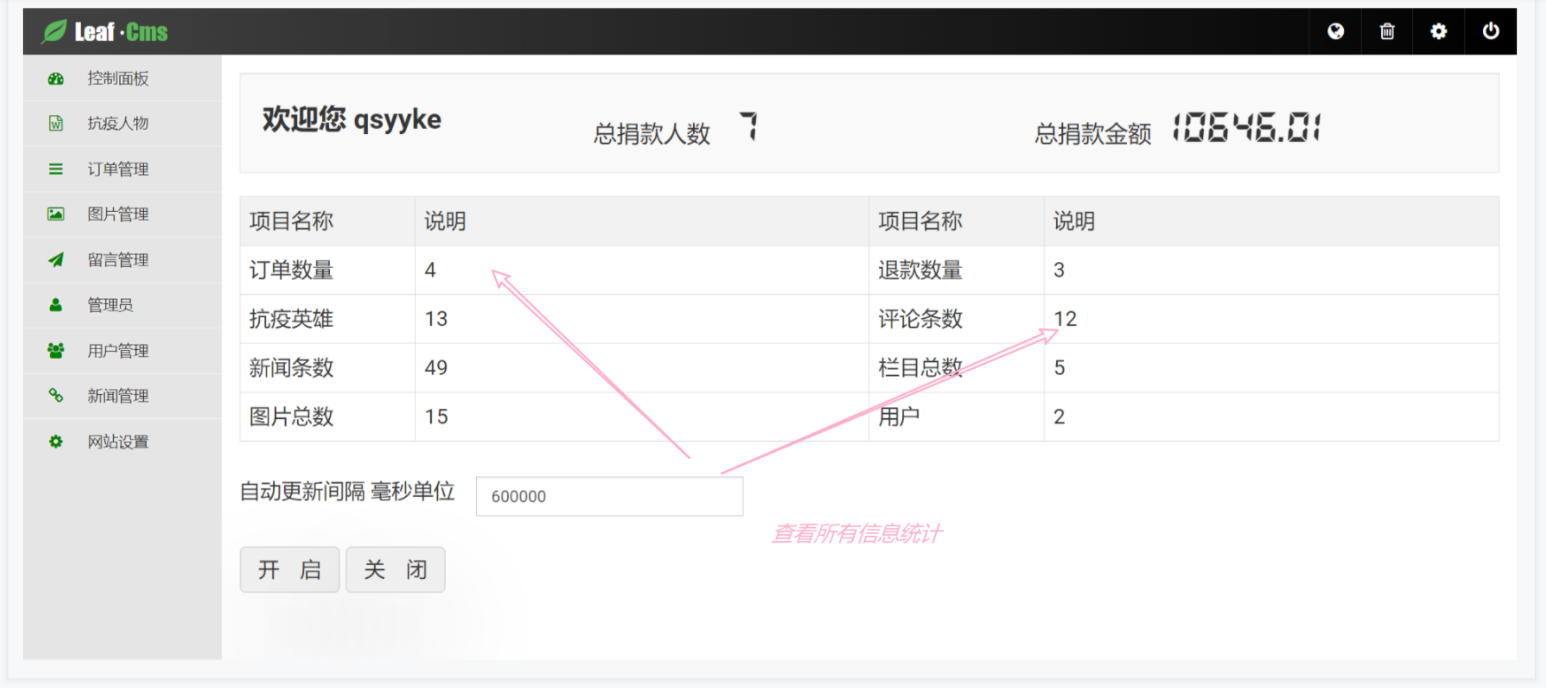 Leaf ·Cms
控制面板
抗疫人物
订单管理
图片管理
留言管理
管理员
用户管理
新闻管理
网站设置
欢迎您 qsyyke 总捐款人数 7 总捐款金额 10646.01
项目名称 说明 项目名称 说明
订单数量 4 退款数量 3
抗疫英雄 13 评论条数 12
新闻条数 49 栏目总数 5
图片总数 15 用户 2
自动更新间隔 毫秒单位 600000
查看所有信息统计
开 启 关 闭